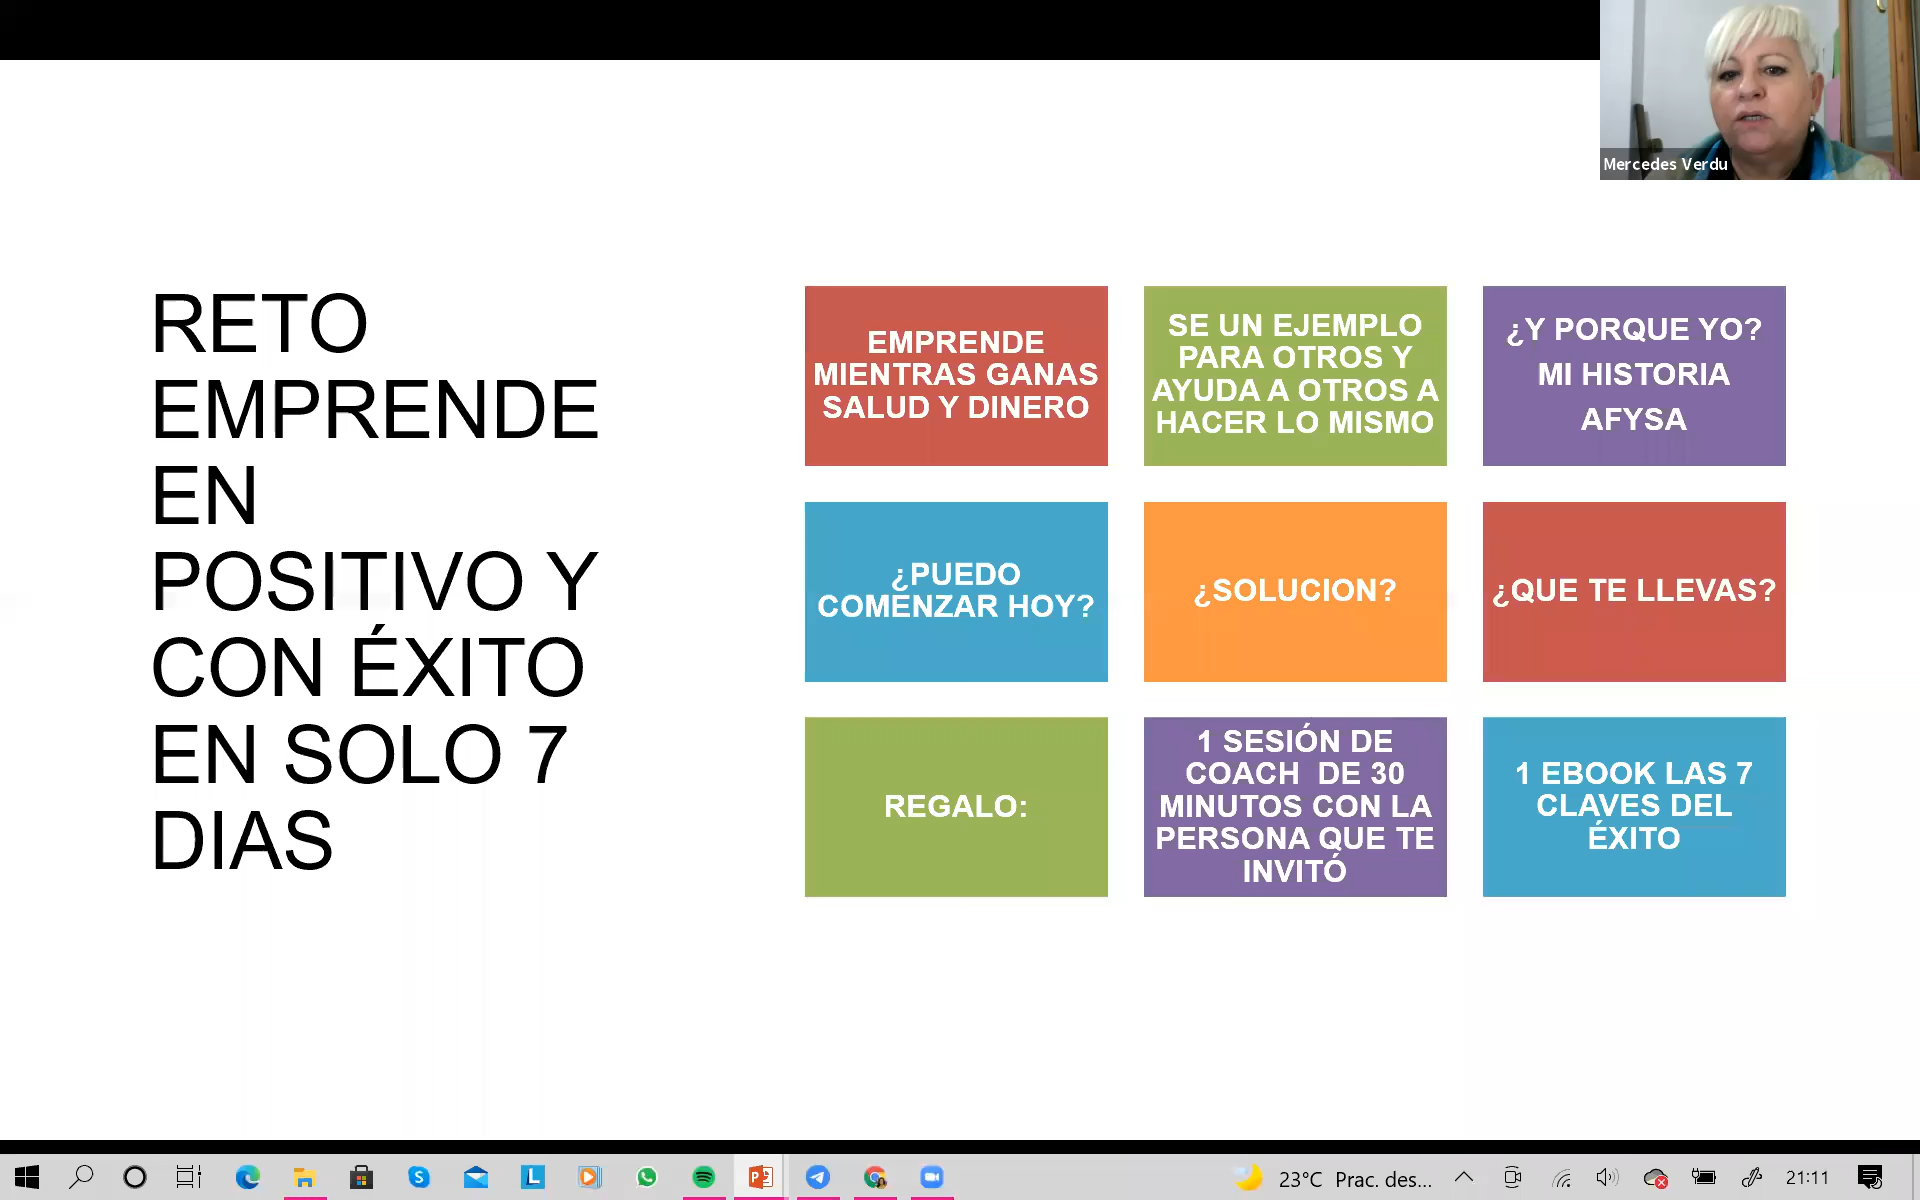 Mercedes Verdu
RETO
EMPRENDE
EN
POSITIVO Y
CON ÉXITO
EN SOLO 7
DIAS
EMPRENDE
MIENTRAS GANAS
SALUD Y DINERO
SE UN EJEMPLO
PARA OTROS Y
AYUDA A OTROS A
HACER LO MISMO
¿Y PORQUE YO?
MI HISTORIA
AFYSA
¿PUEDO
COMENZAR HOY?
¿SOLUCION?
¿QUE TE LLEVAS?
REGALO:
1 SESIÓN DE
COACH  DE 30
MINUTOS CON LA
PERSONA QUE TE
INVITÓ
1 EBOOK LAS 7
CLAVES DEL
ÉXITO
23°C Prac. des...
21:11